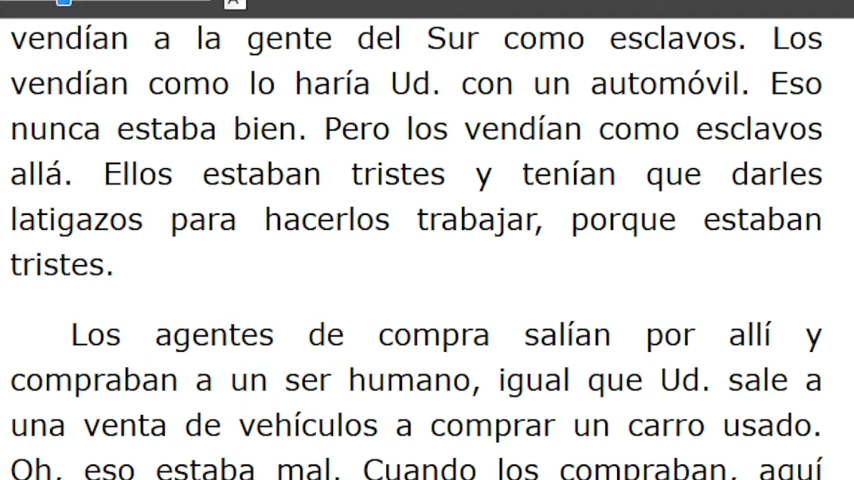 vendían a la gente del Sur como esclavos. Los
vendían como lo haría Ud. con un automóvil. Eso
nunca estaba bien. Pero los vendían como esclavos
allá. Ellos estaban tristes y tenían que darles
latigazos para hacerlos trabajar, porque estaban
tristes.
Los agentes de compra salían por allí y
compraban a un ser humano, igual que Ud. sale a
una venta de vehículos a comprar un carro usado.
Oh, eso estaba mal. Cuando los compraban, aquí